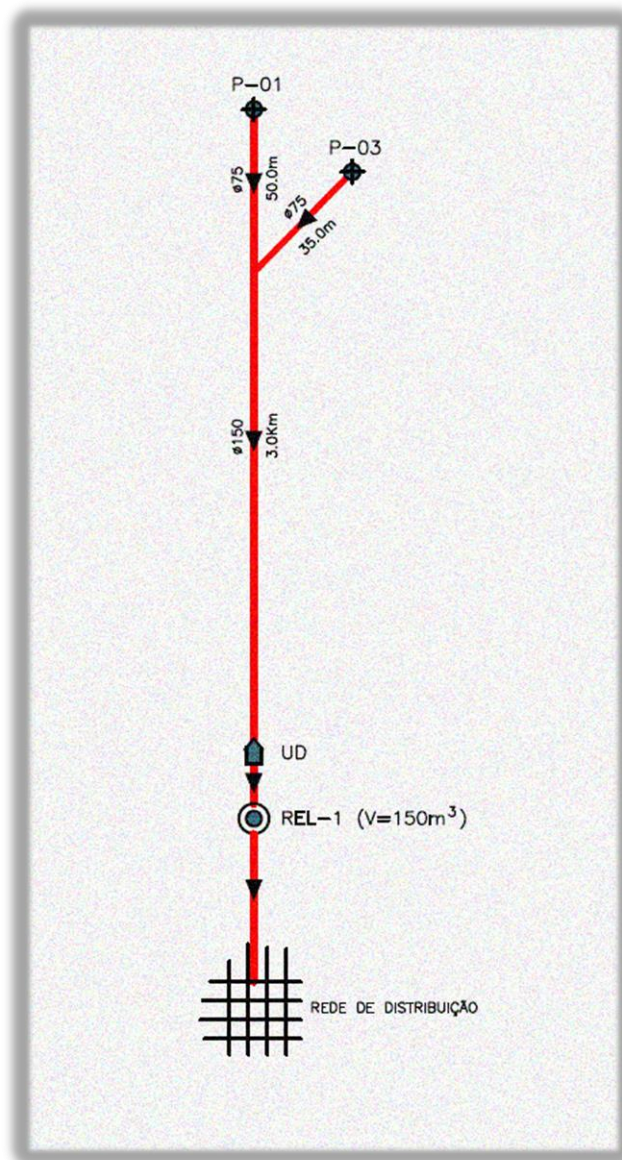 P-01
P-03
ø75
50.0m
ø75
35.0m
ø150
3.0Km
UD
REL-1 (V=150m³)
REDE DE DISTRIBUIÇÃO